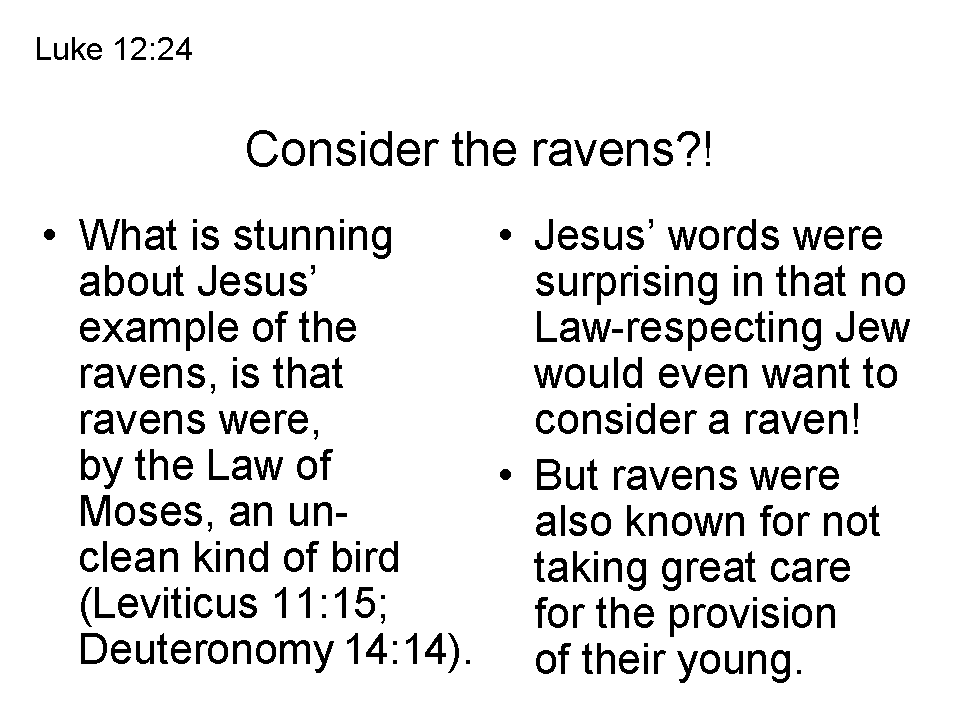 Luke 12:24
Consider the ravens?!
• What is stunning
about Jesus’
example of the
ravens, is that
ravens were,
by the Law of
Moses, an un-
clean kind of bird
(Leviticus 11:15;
Deuteronomy 14:14).
• Jesus’ words were
surprising in that no
Law-respecting Jew
would even want to
consider a raven!
• But ravens were
also known for not
taking great care
for the provision
of their young.